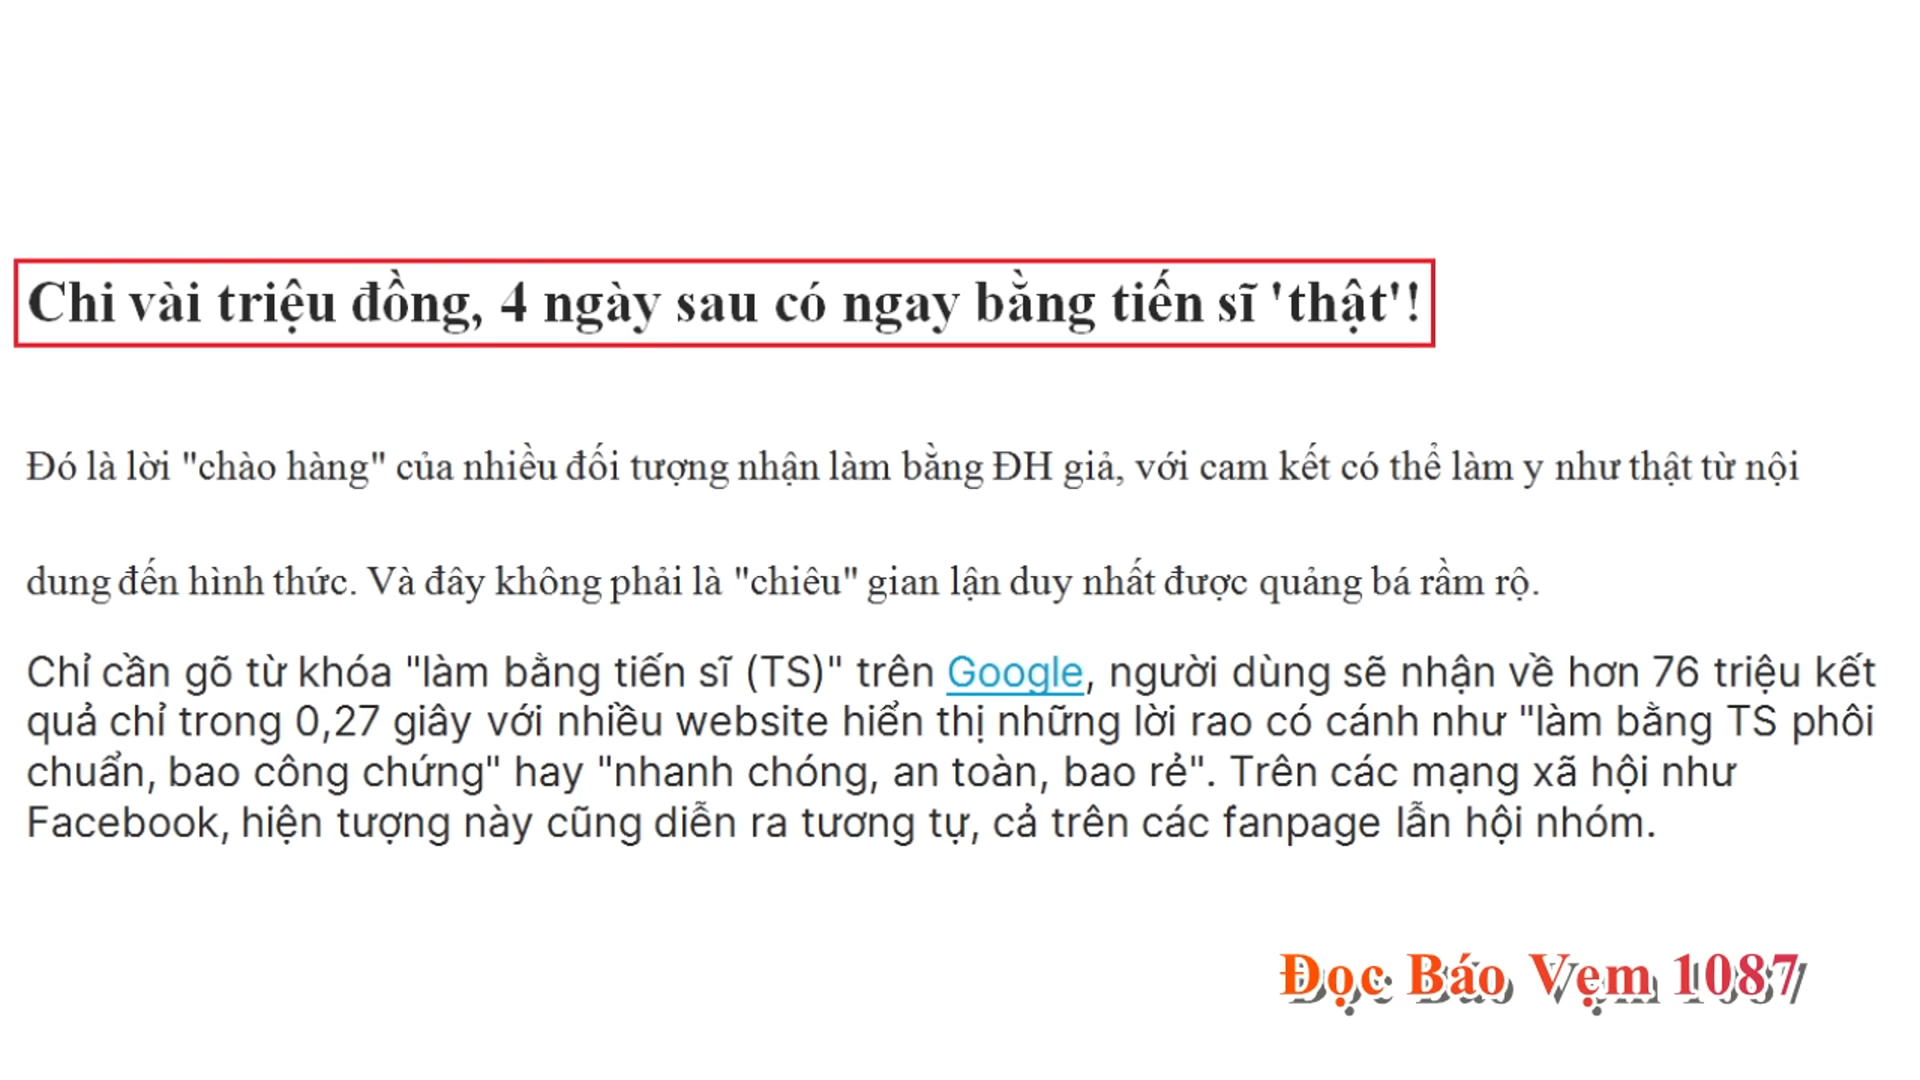 Chi vài triệu đồng, 4 ngày sau có ngay bằng tiến sĩ 'thật'!
Đó là lời "chào hàng" của nhiều đối tượng nhận làm bằng ĐH giả, với cam kết có thể làm y như thật từ nội
dung đến hình thức. Và đây không phải là "chiêu" gian lận duy nhất được quảng bá rầm rộ.
Chỉ cần gõ từ khóa "làm bằng tiến sĩ (TS)" trên Google, người dùng sẽ nhận về hơn 76 triệu kết
quả chỉ trong 0,27 giây với nhiều website hiển thị những lời rao có cánh như "làm bằng TS phôi
chuẩn, bao công chứng" hay "nhanh chóng, an toàn, bao rẻ". Trên các mạng xã hội như
Facebook, hiện tượng này cũng diễn ra tương tự, cả trên các fanpage lẫn hội nhóm.
Đọc Báo Vẹm 1087